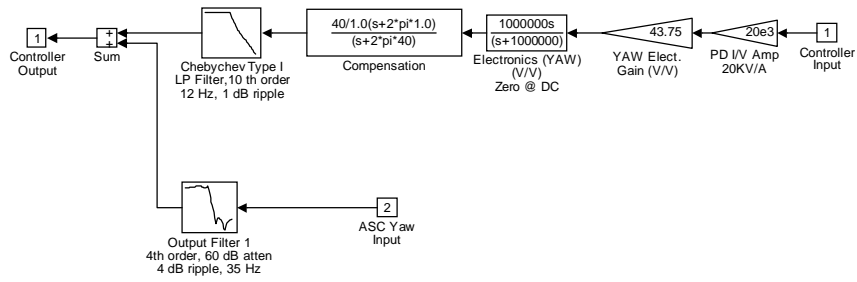 1
Controller
Output
+
+
Sum
Chebychev Type I
LP Filter,10 th order
12 Hz, 1 dB ripple
40/1.0(s+2*pi*1.0)
(s+2*pi*40)
Compensation
1000000s
(s+1000000)
Electronics (YAW)
(V/V)
Zero @ DC
43.75
YAW Elect.
Gain (V/V)
20e3
PD I/V Amp
20KV/A
1
Controller
Input
Output Filter 1
4th order, 60 dB atten
4 dB ripple, 35 Hz
2
ASC Yaw
Input